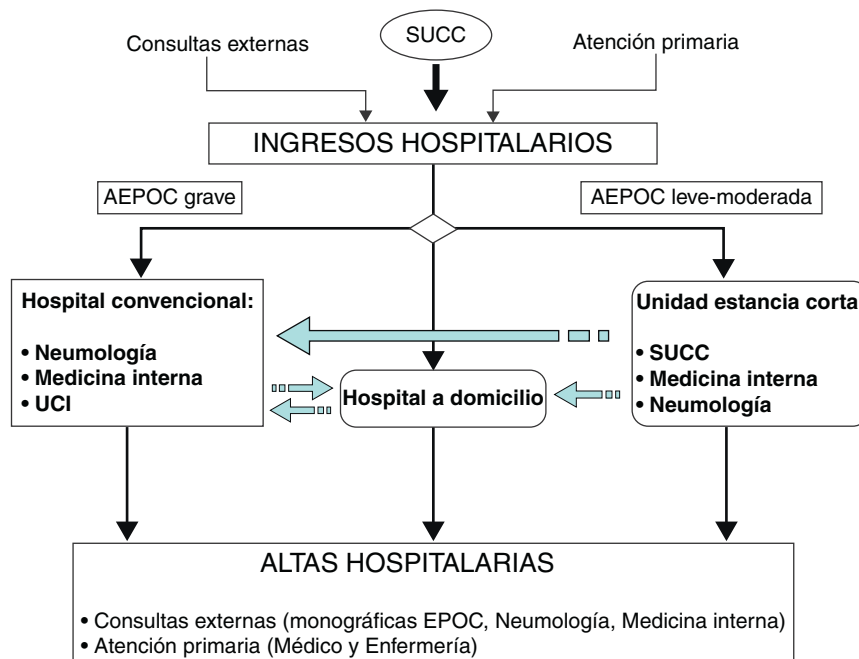 Consultas externas
SUCC
Atención primaria
INGRESOS HOSPITALARIOS
AEPOC grave
AEPOC leve-moderada
Hospital convencional:
• Neumología
• Medicina interna
• UCI
Hospital a domicilio
Unidad estancia corta
• SUCC
• Medicina interna
• Neumología
ALTAS HOSPITALARIAS
• Consultas externas (monográficas EPOC, Neumología, Medicina interna)
• Atención primaria (Médico y Enfermería)